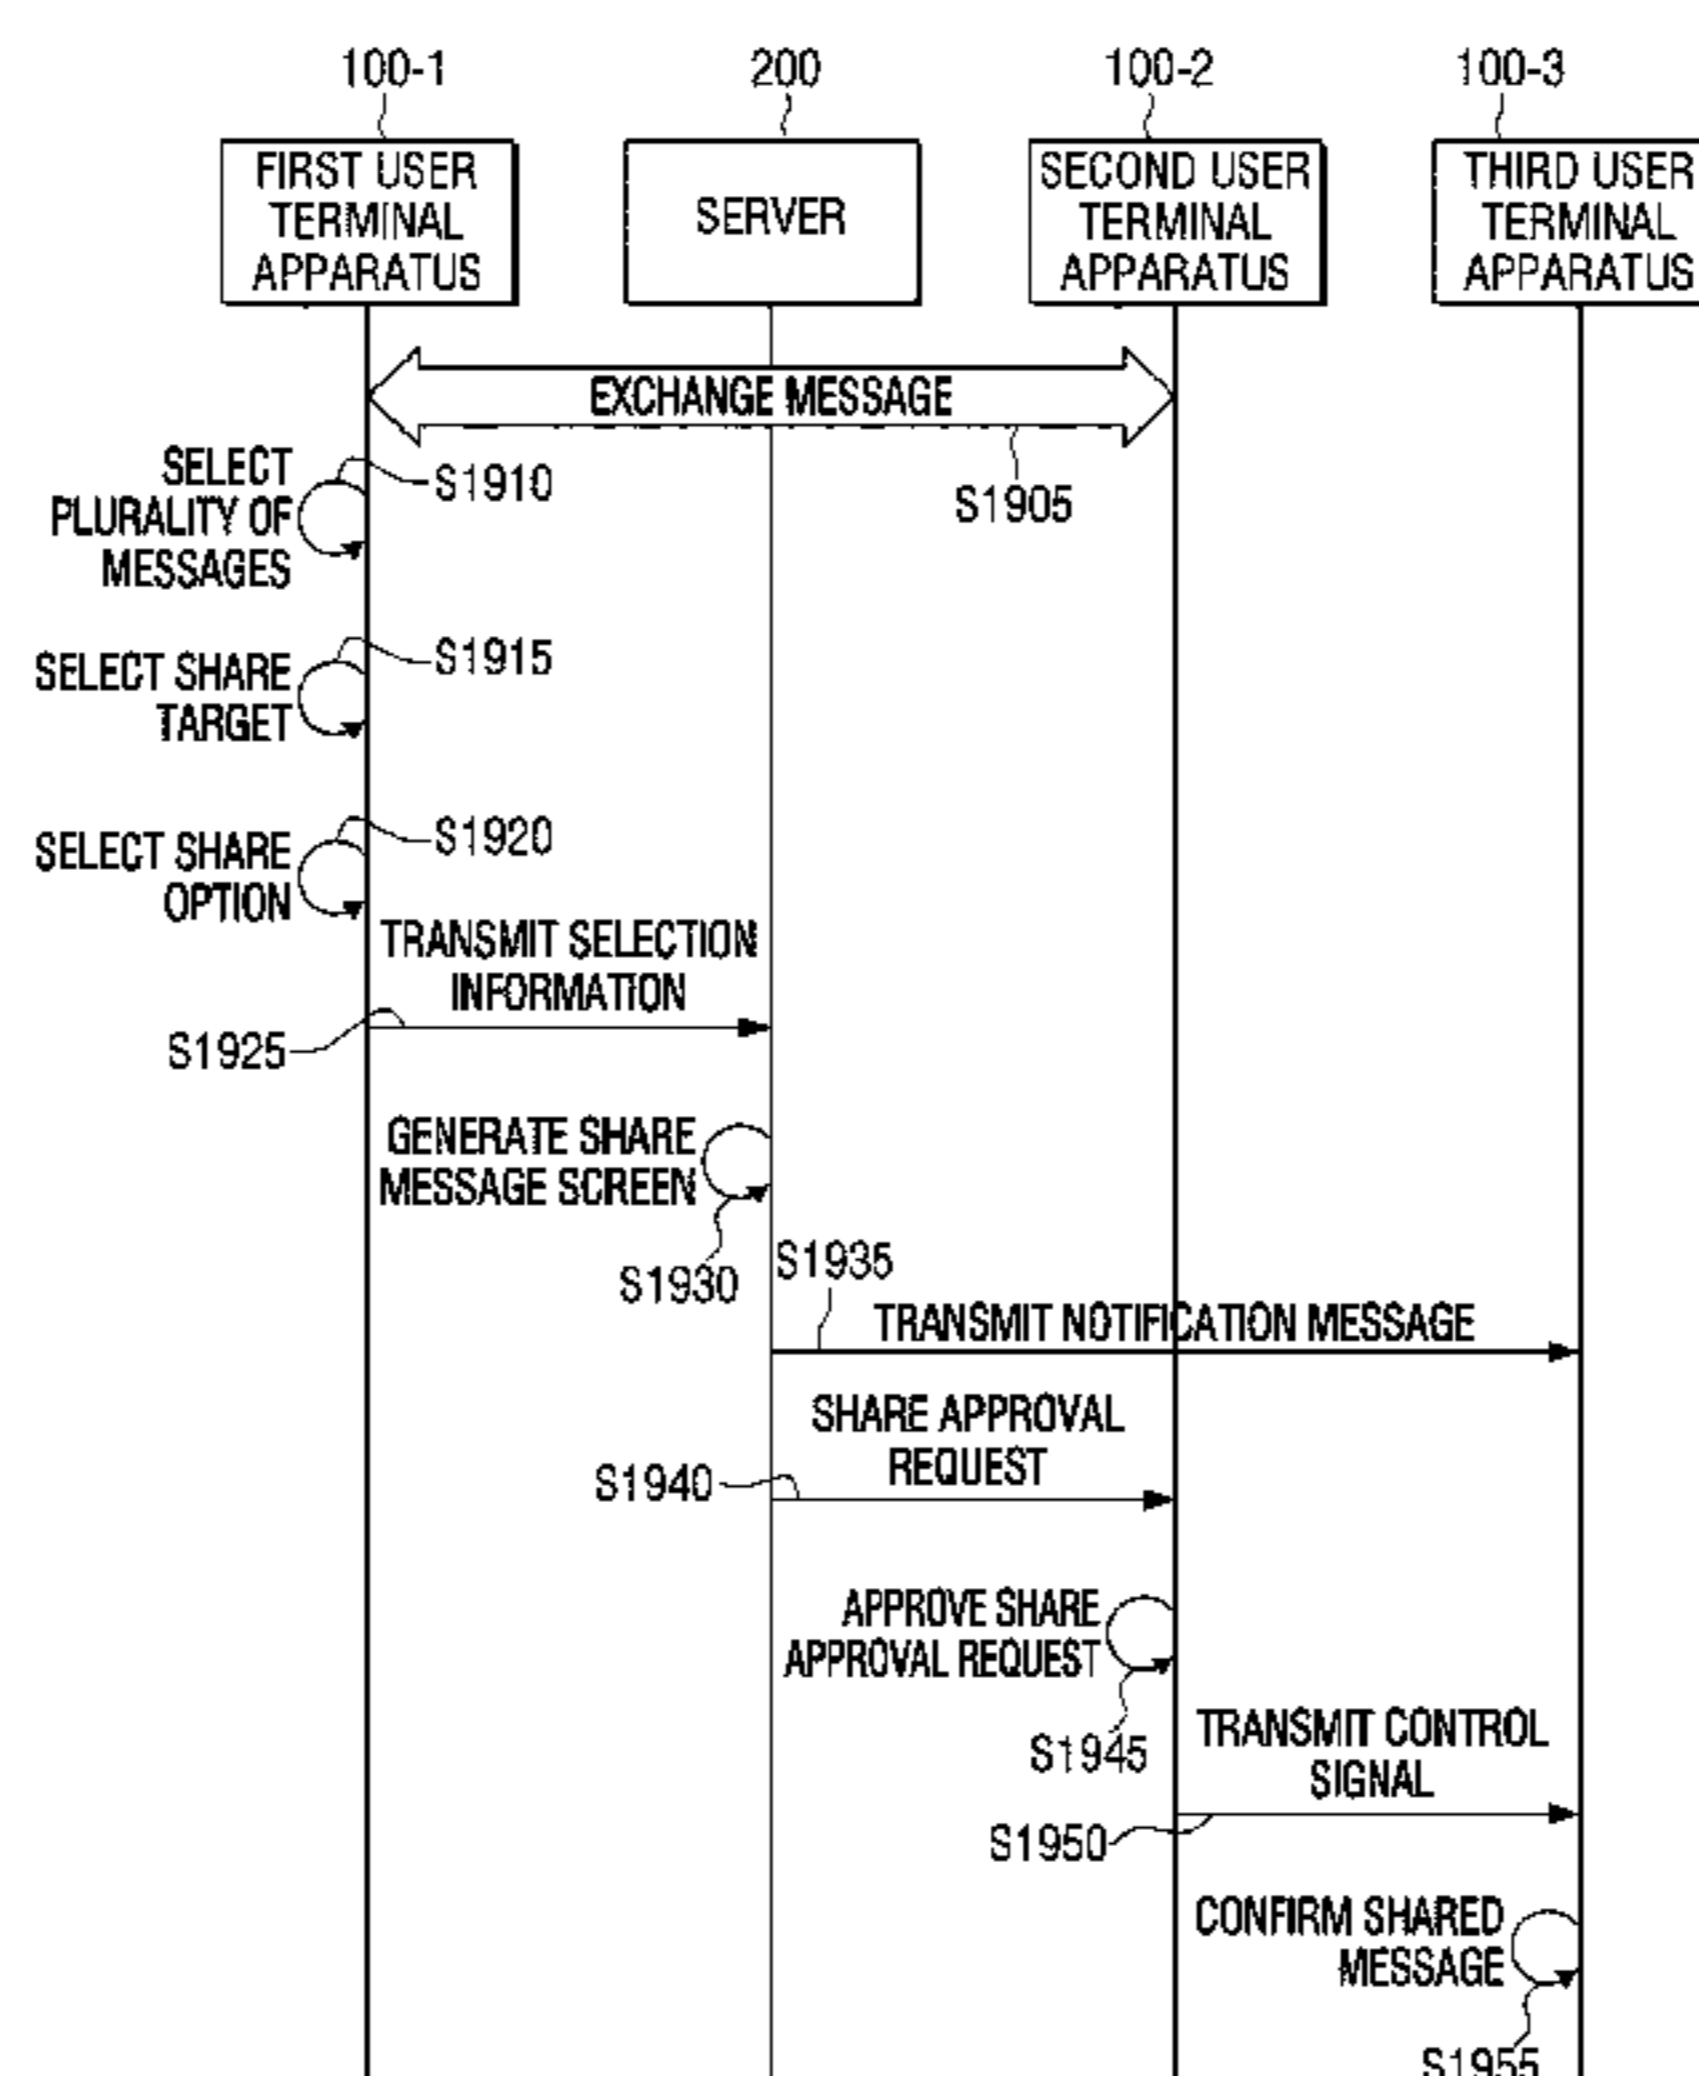 100-1
200
100-2
100-3
FIRST USER
TERMINAL
APPARATUS
SERVER
SECOND USER
TERMINAL
APPARATUS
THIRD USER
TERMINAL
APPARATUS
EXCHANGE MESSAGE
S1905
SELECT
PLURALITY OF
MESSAGES
S1910
SELECT SHARE
TARGET
S1915
SELECT SHARE
OPTION
S1920
TRANSMIT SELECTION
INFORMATION
S1925
GENERATE SHARE
MESSAGE SCREEN
S1930
S1935
TRANSMIT NOTIFICATION MESSAGE
SHARE APPROVAL
REQUEST
S1940
APPROVE SHARE
APPROVAL REQUEST
S1945
TRANSMIT CONTROL
SIGNAL
S1950
CONFIRM SHARED
MESSAGE
S1955